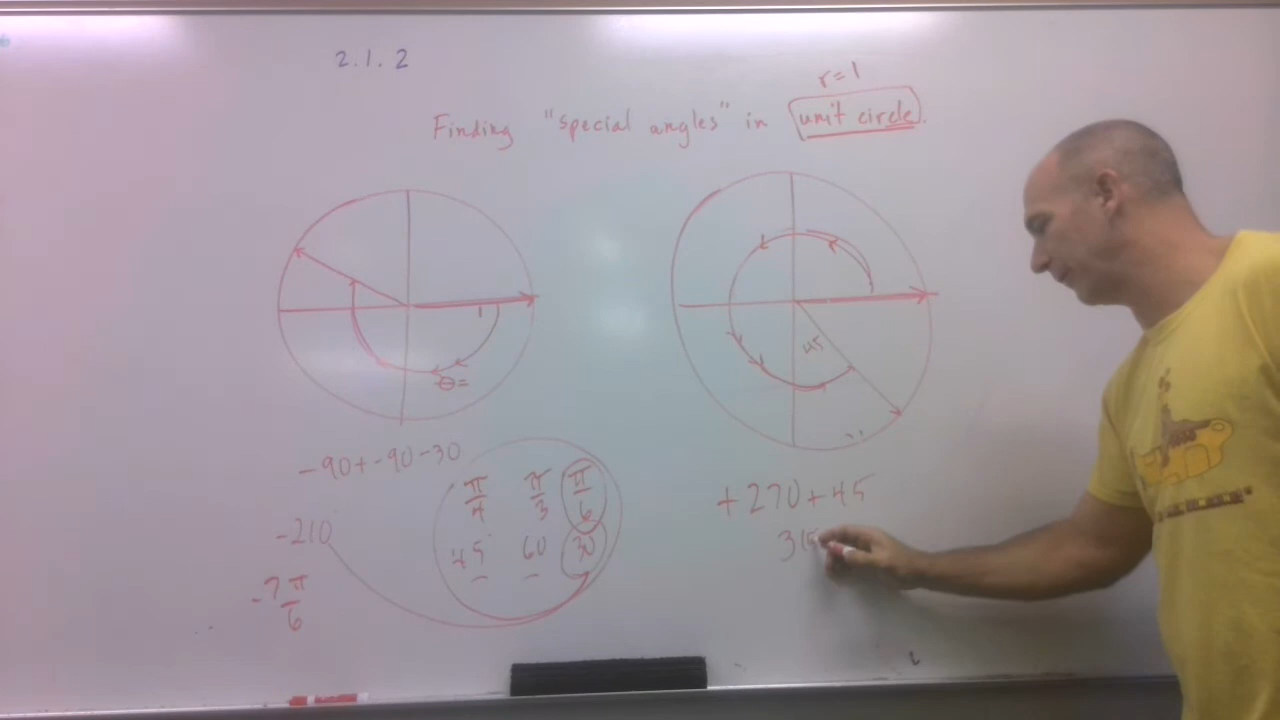 2.1.2
r=1
Finding "special angles" in unit circle.
45
θ=
-90+-90-30
π/4 π/3 π/6
45 60 30
-210
-7π/6
+270+45
315